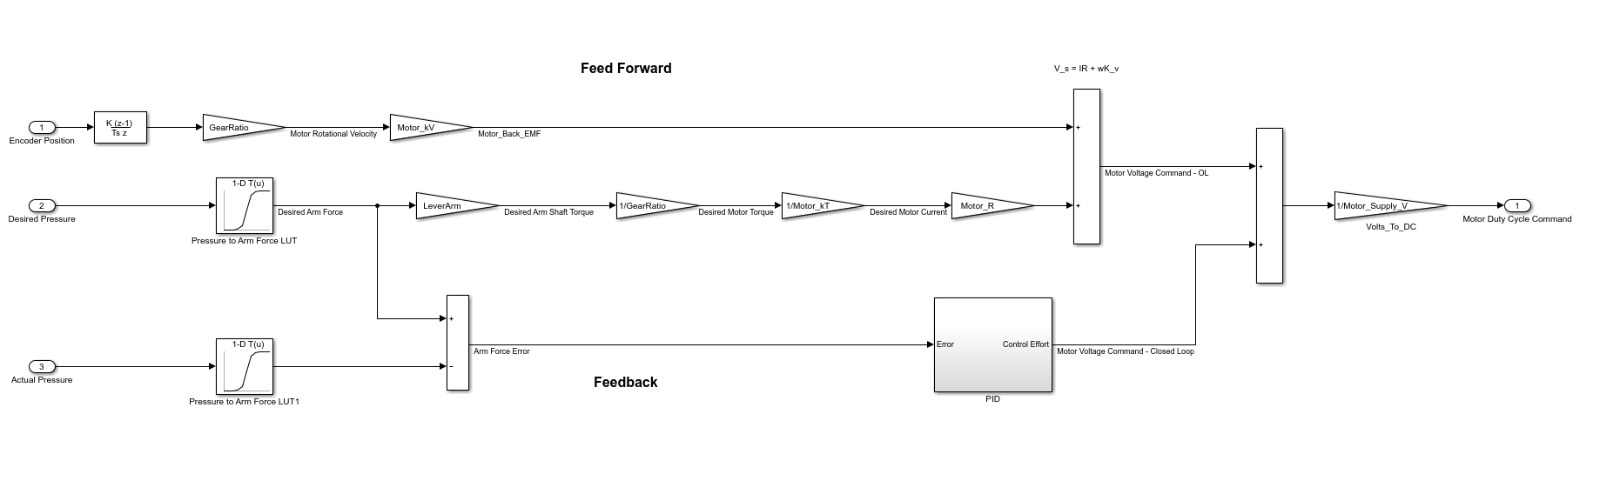 Feed Forward
V_s = IR + wK_v
1
Encoder Position
K (z-1)
Ts z
GearRatio
Motor Rotational Velocity
Motor_kV
Motor_Back_EMF
+
+
Motor Voltage Command - OL
2
Desired Pressure
1-D T(u)
Pressure to Arm Force LUT
Desired Arm Force
LeverArm
Desired Arm Shaft Torque
1/GearRatio
Desired Motor Torque
1/Motor_kT
Desired Motor Current
Motor_R
+
+
1/Motor_Supply_V
Volts_To_DC
1
Motor Duty Cycle Command
3
Actual Pressure
1-D T(u)
Pressure to Arm Force LUT1
+
−
Arm Force Error
Feedback
Error
Control Effort
PID
Motor Voltage Command - Closed Loop